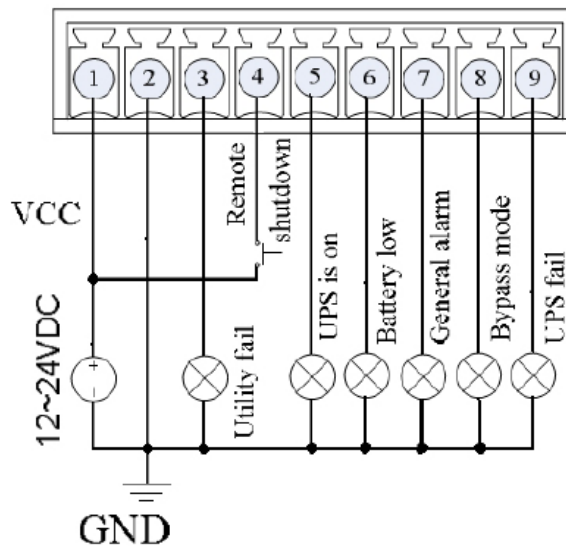 1 2 3 4 5 6 7 8 9
VCC
Remote
shutdown
12~24VDC
Utility fail
UPS is on
Battery low
General alarm
Bypass mode
UPS fail
GND